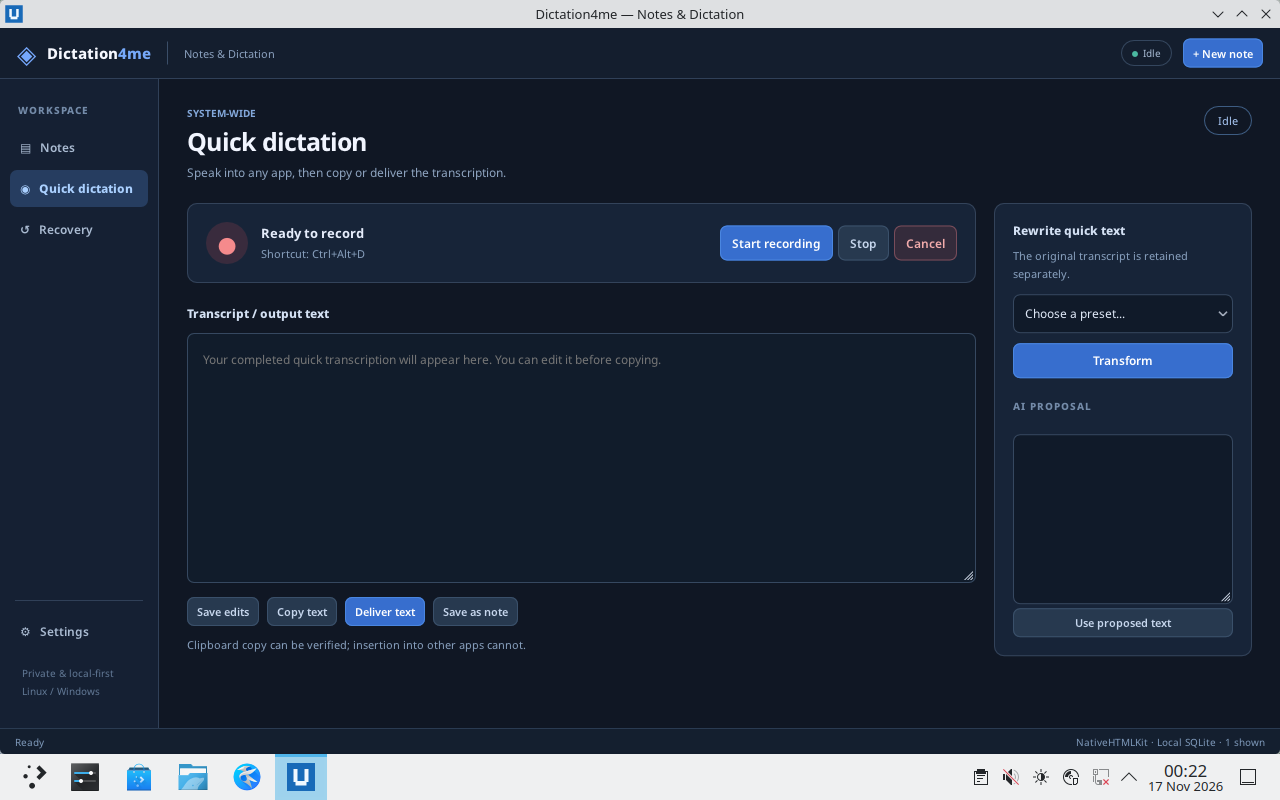 Dictation4me — Notes & Dictation
Dictation4me
Notes & Dictation
Idle
+ New note
WORKSPACE
Notes
Quick dictation
Recovery
SYSTEM-WIDE
Quick dictation
Speak into any app, then copy or deliver the transcription.
Idle
Ready to record
Shortcut: Ctrl+Alt+D
Start recording
Stop
Cancel
Transcript / output text
Your completed quick transcription will appear here. You can edit it before copying.
Save edits
Copy text
Deliver text
Save as note
Clipboard copy can be verified; insertion into other apps cannot.
Rewrite quick text
The original transcript is retained
separately.
Choose a preset...
Transform
AI PROPOSAL
Use proposed text
Settings
Private & local-first
Linux / Windows
Ready
NativeHTMLKit · Local SQLite · 1 shown
00:22
17 Nov 2026